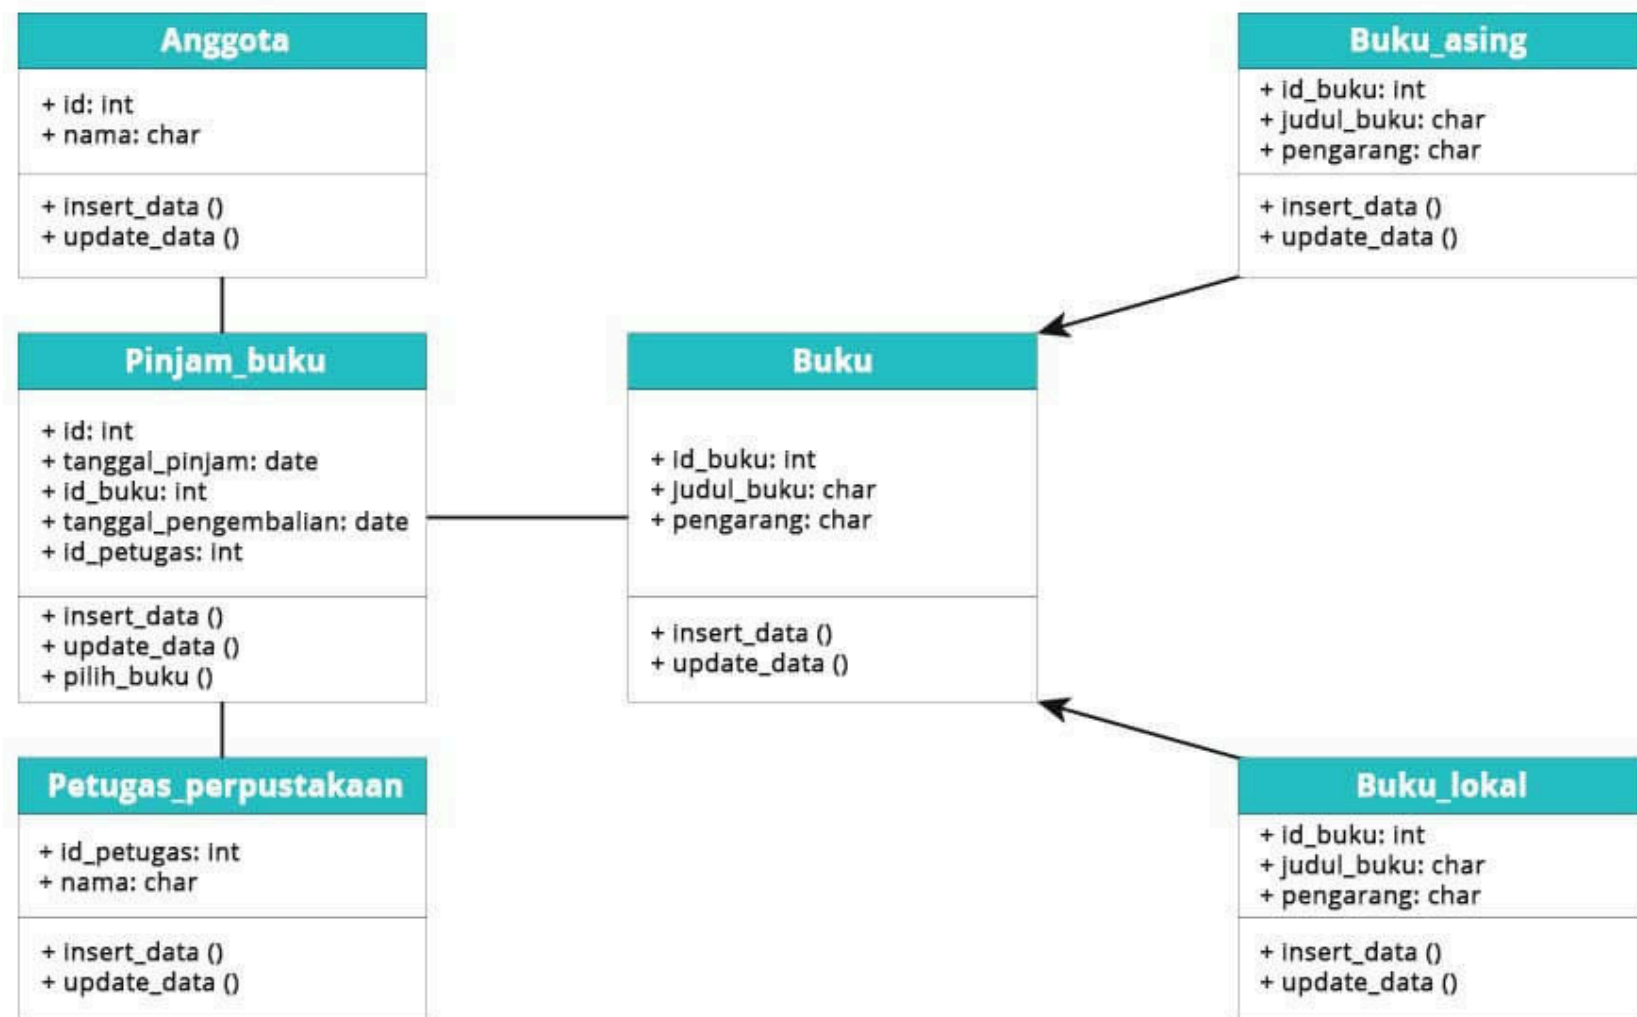 Anggota
+ id: int
+ nama: char
+ insert_data ()
+ update_data ()
Pinjam_buku
+ id: int
+ tanggal_pinjam: date
+ id_buku: int
+ tanggal_pengembalian: date
+ id_petugas: int
+ insert_data ()
+ update_data ()
+ pilih_buku ()
Petugas_perpustakaan
+ id_petugas: int
+ nama: char
+ insert_data ()
+ update_data ()
Buku
+ id_buku: int
+ judul_buku: char
+ pengarang: char
+ insert_data ()
+ update_data ()
Buku_asing
+ id_buku: int
+ judul_buku: char
+ pengarang: char
+ insert_data ()
+ update_data ()
Buku_lokal
+ id_buku: int
+ judul_buku: char
+ pengarang: char
+ insert_data ()
+ update_data ()